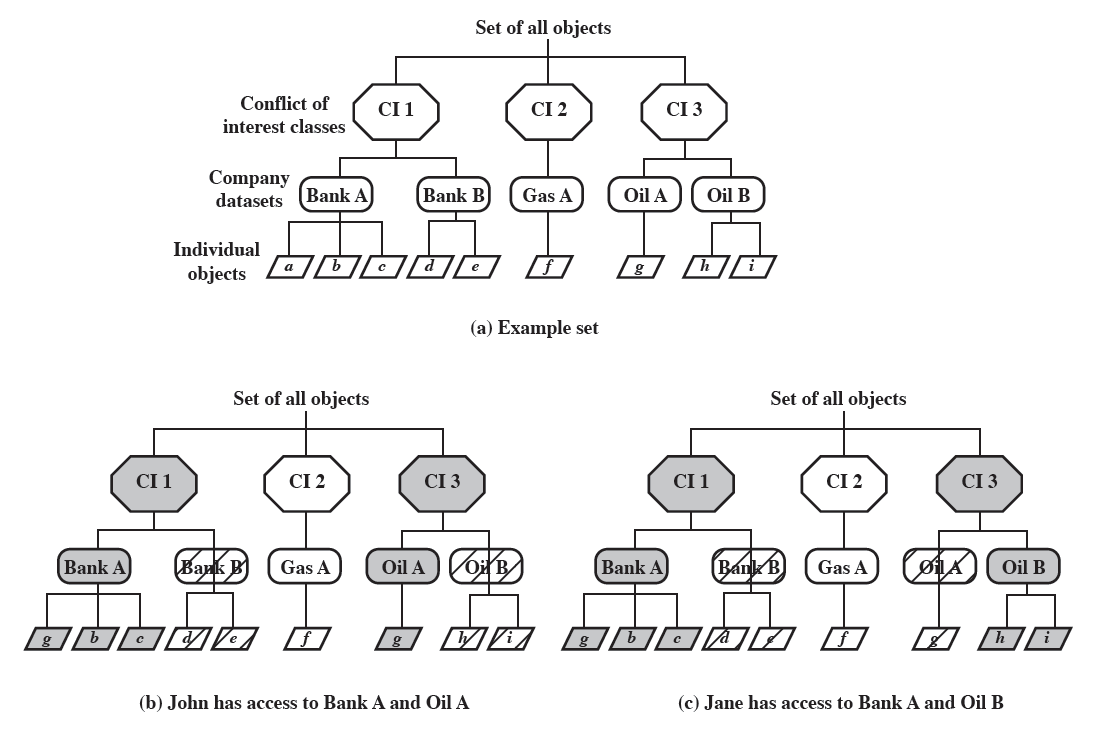 Set of all objects
Conflict of
interest classes
CI 1
CI 2
CI 3
Company
datasets
Bank A
Bank B
Gas A
Oil A
Oil B
Individual
objects
a
b
c
d
e
f
g
h
i
(a) Example set
Set of all objects
CI 1
CI 2
CI 3
Bank A
Bank B
Gas A
Oil A
Oil B
g
b
c
d
e
f
g
h
i
(b) John has access to Bank A and Oil A
Set of all objects
CI 1
CI 2
CI 3
Bank A
Bank B
Gas A
Oil A
Oil B
g
b
c
d
e
f
g
h
i
(c) Jane has access to Bank A and Oil B